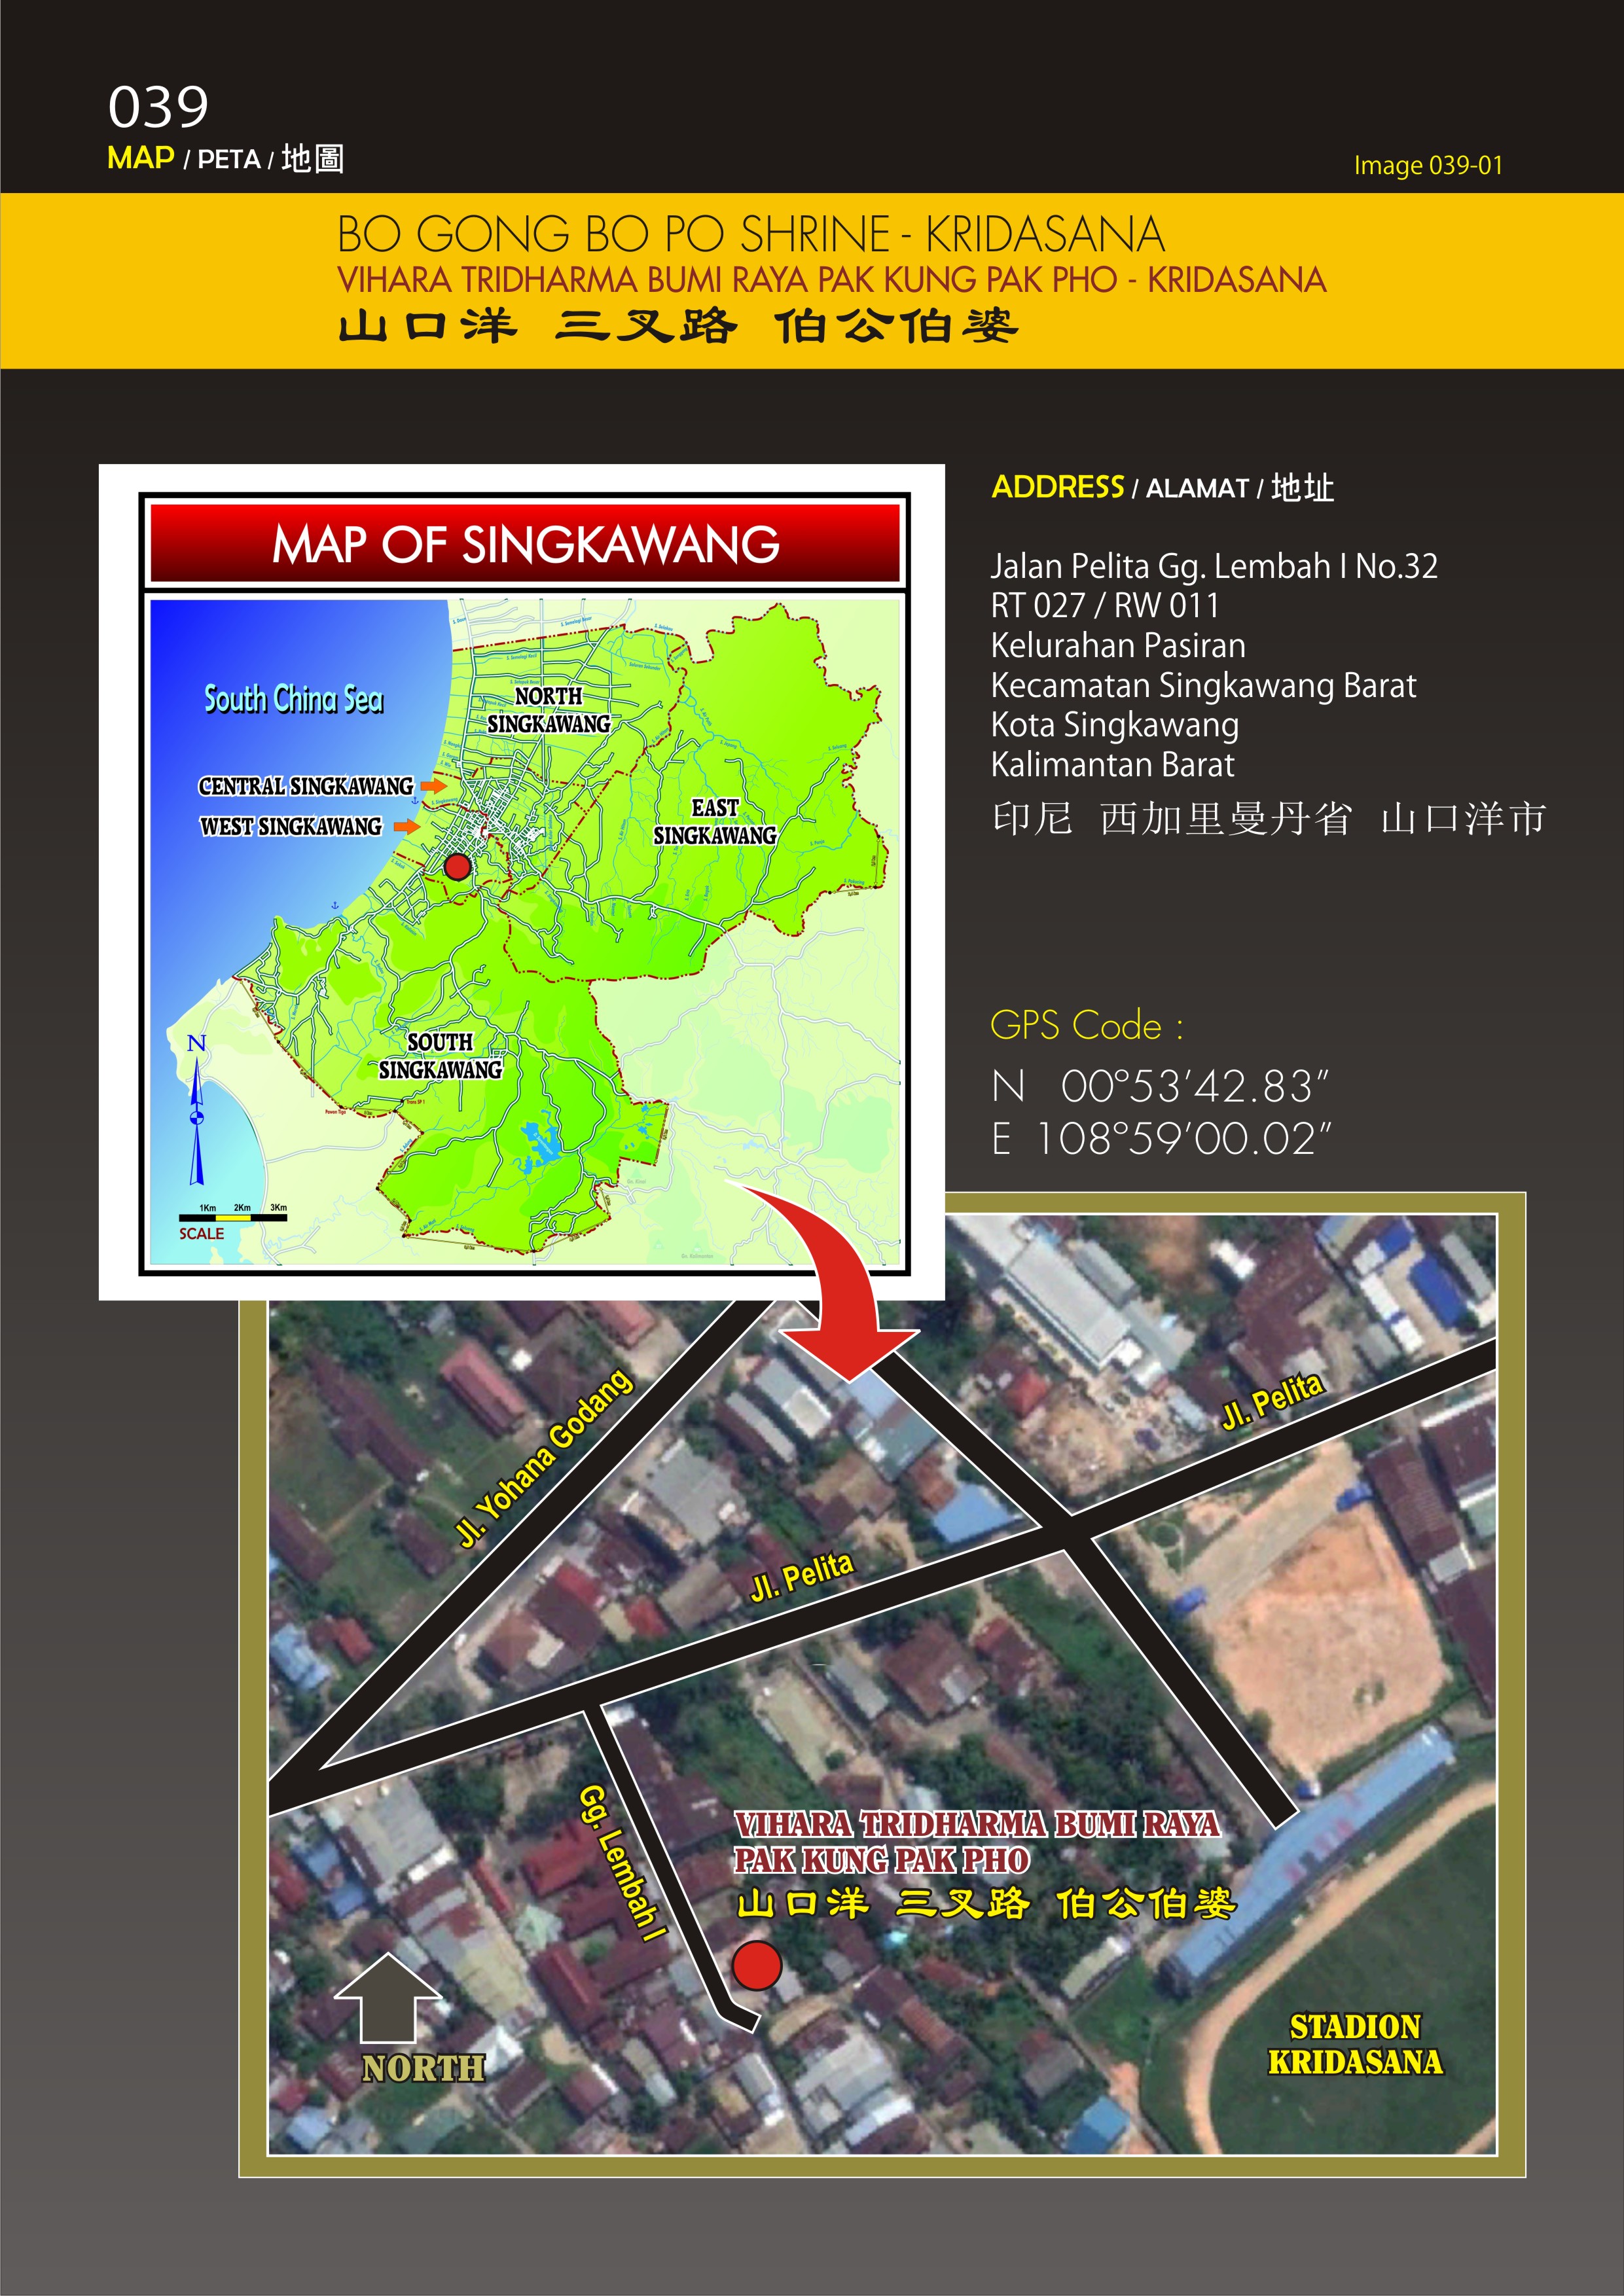 039
MAP / PETA / 地圖
Image 039-01
BO GONG BO PO SHRINE - KRIDASANA
VIHARA TRIDHARMA BUMI RAYA PAK KUNG PAK PHO - KRIDASANA
山口洋 三叉路 伯公伯婆
MAP OF SINGKAWANG
South China Sea
NORTH
SINGKAWANG
CENTRAL SINGKAWANG
WEST SINGKAWANG
EAST
SINGKAWANG
SOUTH
SINGKAWANG
N
1Km 2Km 3Km
SCALE
ADDRESS / ALAMAT / 地址
Jalan Pelita Gg. Lembah I No.32
RT 027 / RW 011
Kelurahan Pasiran
Kecamatan Singkawang Barat
Kota Singkawang
Kalimantan Barat
印尼 西加里曼丹省 山口洋市
GPS Code :
N 00°53’42.83”
E 108°59’00.02”
Jl. Yohana Godang
Jl. Pelita
Jl. Pelita
Gg. Lembah I
VIHARA TRIDHARMA BUMI RAYA
PAK KUNG PAK PHO
山口洋 三叉路 伯公伯婆
NORTH
STADION
KRIDASANA